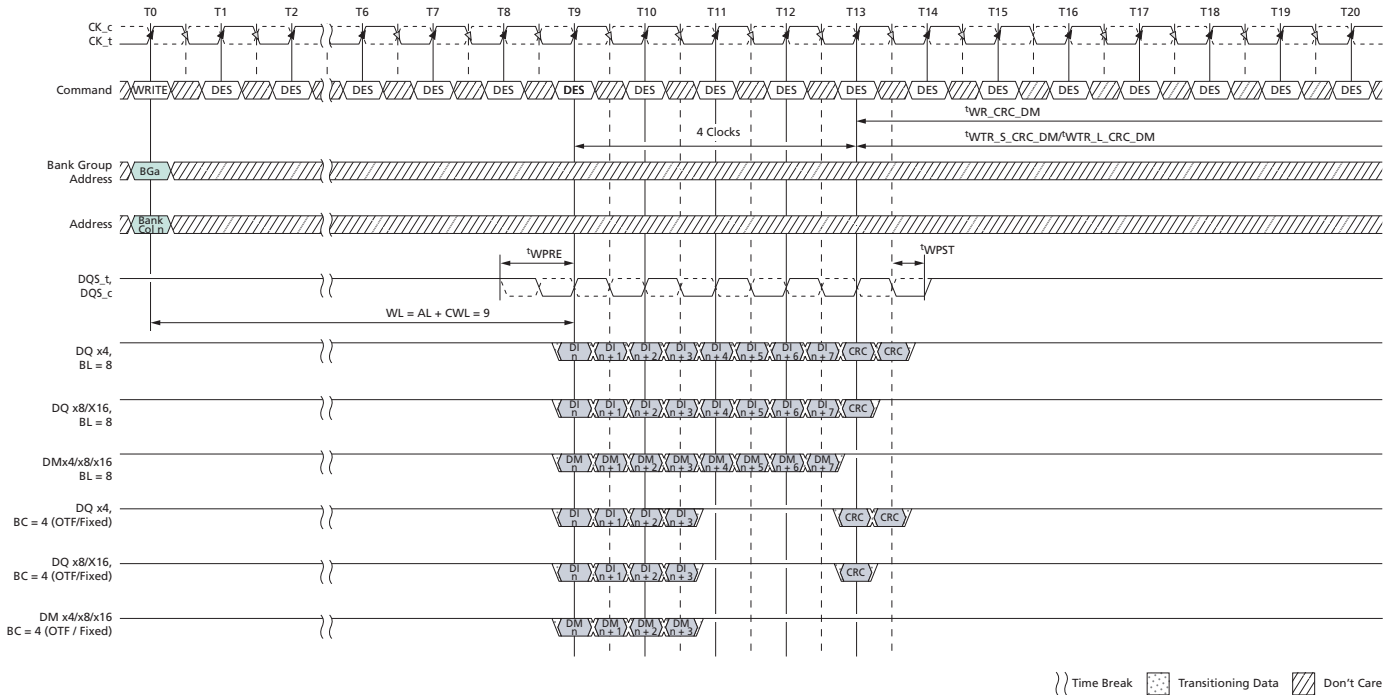 T0 T1 T2 T6 T7 T8 T9 T10 T11 T12 T13 T14 T15 T16 T17 T18 T19 T20
CK_c
CK_t
Command WRITE DES DES DES DES DES DES DES DES DES DES DES DES DES DES DES DES DES
tWR_CRC_DM
4 Clocks
tWTR_S_CRC_DM/tWTR_L_CRC_DM
Bank Group
Address
BGa
Address
Bank
Col n
tWPRE
tWPST
DQS_t,
DQS_c
WL = AL + CWL = 9
DQ x4,
BL = 8
DI DI DI DI DI DI DI DI CRC CRC
n n + 1 n + 2 n + 3 n + 4 n + 5 n + 6 n + 7
DQ x8/X16,
BL = 8
DI DI DI DI DI DI DI DI CRC
n n + 1 n + 2 n + 3 n + 4 n + 5 n + 6 n + 7
DMx4/x8/x16
BL = 8
DM DM DM DM DM DM DM DM
n n + 1 n + 2 n + 3 n + 4 n + 5 n + 6 n + 7
DQ x4,
BC = 4 (OTF/Fixed)
DI DI DI DI CRC CRC
n n + 1 n + 2 n + 3
DQ x8/X16,
BC = 4 (OTF/Fixed)
DI DI DI DI CRC
n n + 1 n + 2 n + 3
DM x4/x8/x16
BC = 4 (OTF / Fixed)
DM DM DM DM
n n + 1 n + 2 n + 3
Time Break Transitioning Data Don't Care